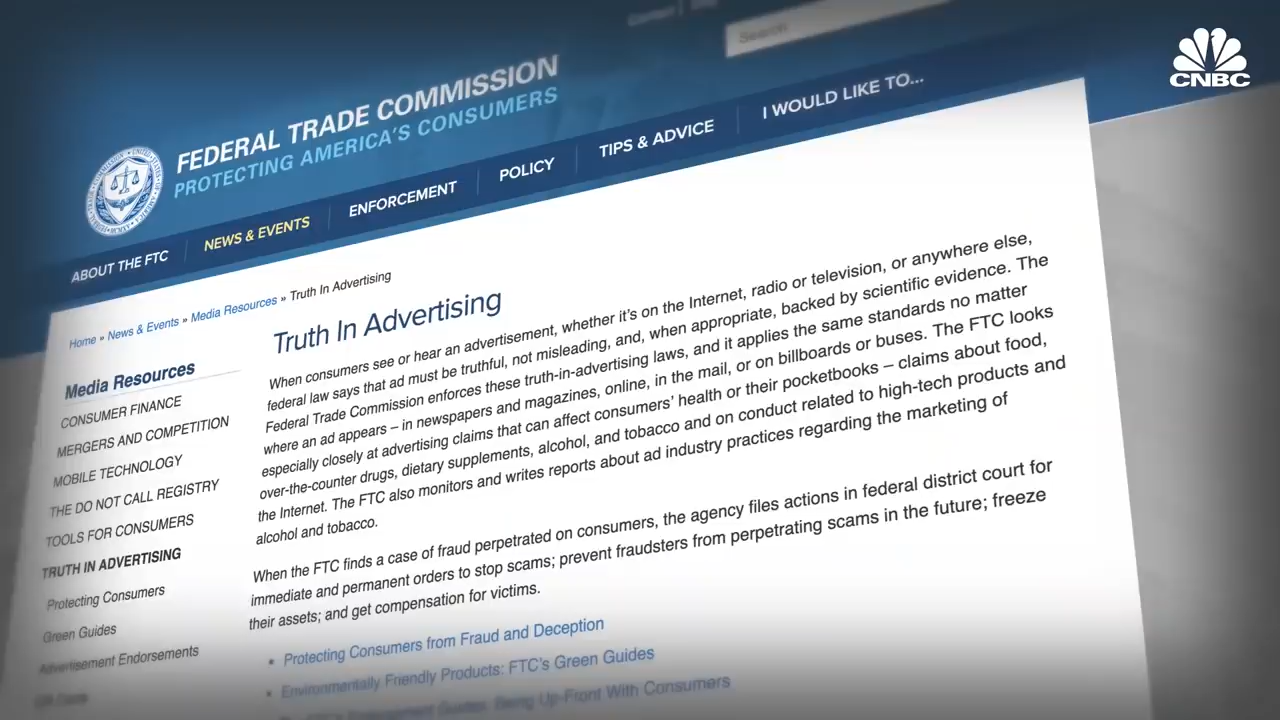 Search
CNBC
FEDERAL TRADE COMMISSION
PROTECTING AMERICA'S CONSUMERS
ABOUT THE FTC
NEWS & EVENTS
ENFORCEMENT
POLICY
TIPS & ADVICE
I WOULD LIKE TO...
Home » News & Events » Media Resources » Truth In Advertising
Media Resources
CONSUMER FINANCE
MERGERS AND COMPETITION
MOBILE TECHNOLOGY
THE DO NOT CALL REGISTRY
TOOLS FOR CONSUMERS
TRUTH IN ADVERTISING
Protecting Consumers
Green Guides
Advertisement Endorsements
Truth In Advertising
When consumers see or hear an advertisement, whether it's on the Internet, radio or television, or anywhere else,
federal law says that ad must be truthful, not misleading, and, when appropriate, backed by scientific evidence. The
Federal Trade Commission enforces these truth-in-advertising laws, and it applies the same standards no matter
where an ad appears – in newspapers and magazines, online, in the mail, or on billboards or buses. The FTC looks
especially closely at advertising claims that can affect consumers' health or their pocketbooks – claims about food,
over-the-counter drugs, dietary supplements, alcohol, and tobacco and on conduct related to high-tech products and
the Internet. The FTC also monitors and writes reports about ad industry practices regarding the marketing of
alcohol and tobacco.
When the FTC finds a case of fraud perpetrated on consumers, the agency files actions in federal district court for
immediate and permanent orders to stop scams; prevent fraudsters from perpetrating scams in the future; freeze
their assets; and get compensation for victims.
• Protecting Consumers from Fraud and Deception
• Environmentally Friendly Products: FTC's Green Guides
Guides: Being Up-Front With Consumers